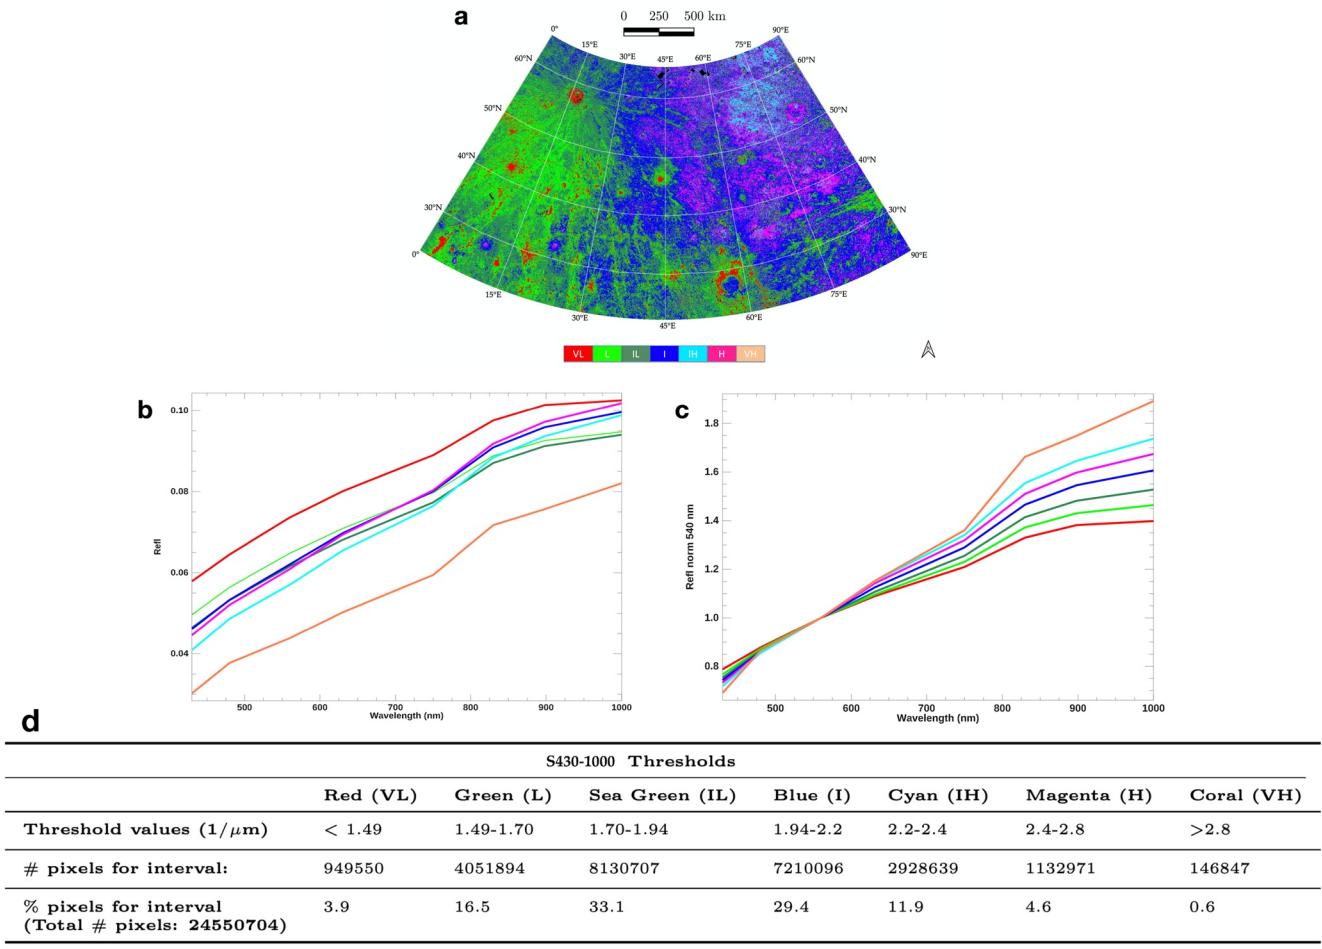 a
0 250 500 km
0° 90°E
15°E 75°E
30°E 45°E 60°E
60°N 60°N
50°N 50°N
40°N 40°N
30°N 30°N
0° 90°E
15°E 75°E
30°E 60°E
45°E
VL L IL I IH H VH
b
0.10
0.08
0.06
0.04
Refl
500 600 700 800 900 1000
Wavelength (nm)
c
1.8
1.6
1.4
1.2
1.0
0.8
Refl norm 540 nm
500 600 700 800 900 1000
Wavelength (nm)
d
S430-1000 Thresholds
Red (VL) Green (L) Sea Green (IL) Blue (I) Cyan (IH) Magenta (H) Coral (VH)
Threshold values (1/μm) < 1.49 1.49-1.70 1.70-1.94 1.94-2.2 2.2-2.4 2.4-2.8 >2.8
# pixels for interval: 949550 4051894 8130707 7210096 2928639 1132971 146847
% pixels for interval 3.9 16.5 33.1 29.4 11.9 4.6 0.6
(Total # pixels: 24550704)